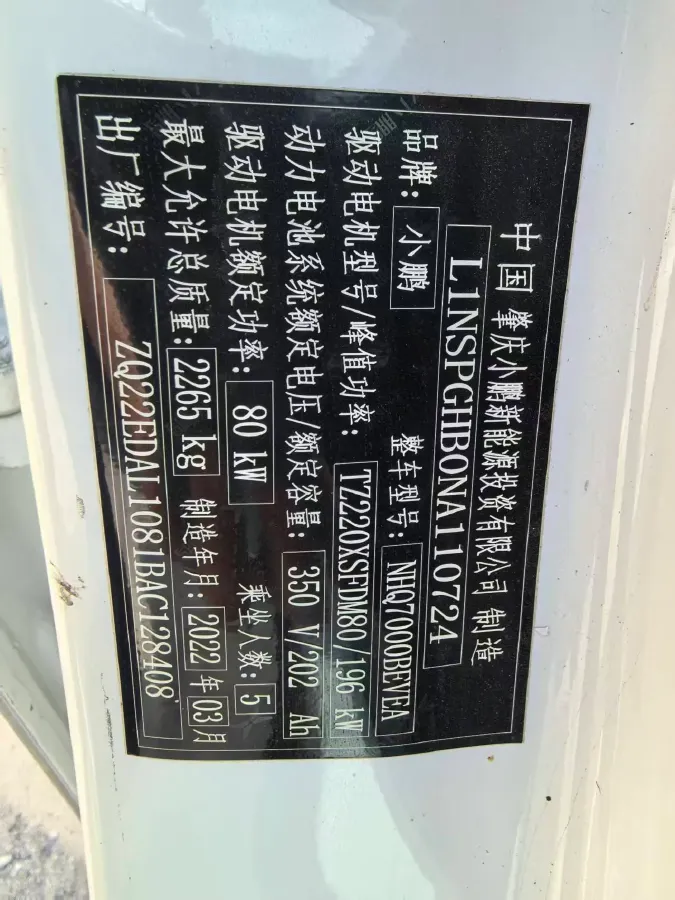 中国 肇庆小鹏新能源投资有限公司 制造
L1NSPGHB0NA110724
品牌: 小鹏 整车型号: NHQ7000BEVEA
驱动电机型号/峰值功率: TZ220XSFDM80/196 kW
动力电池系统额定电压/额定容量: 350 V/202 Ah
驱动电机额定功率: 80 kW 乘坐人数: 5
最大允许总质量: 2265 kg 制造年月: 2022 年 03 月
出厂编号: ZQ22EDAL1081BAC128408